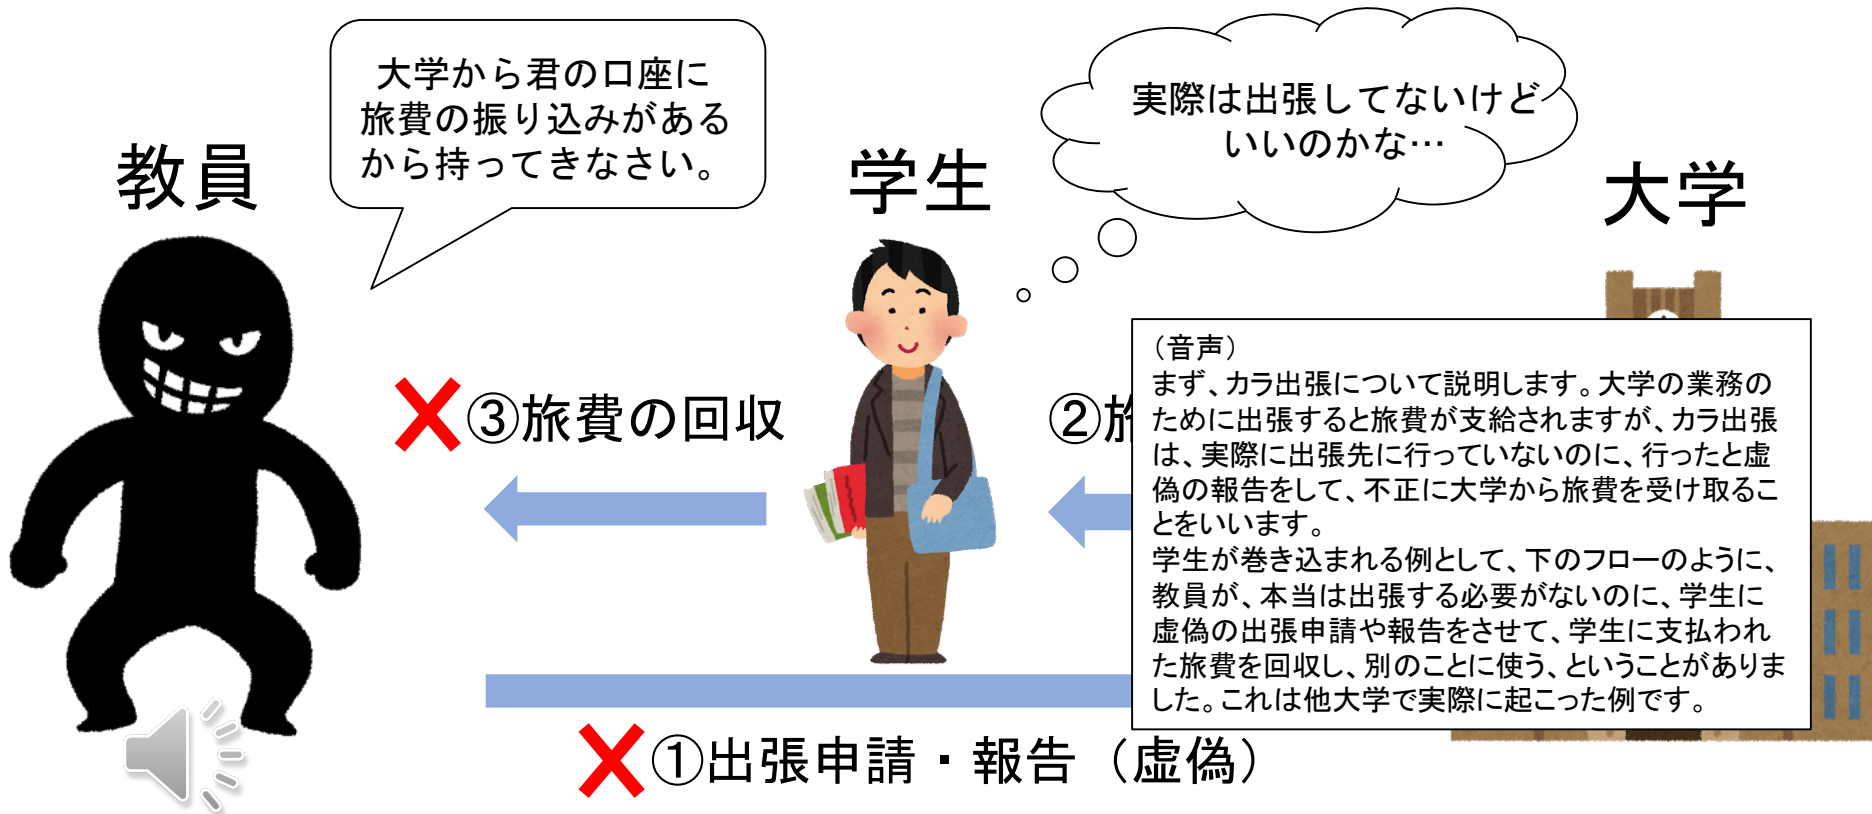 大学から君の口座に
旅費の振り込みがある
から持ってきなさい。
実際は出張してないけど
いいのかな…
教員
学生
大学
③旅費の回収
②旅
（音声）
まず、カラ出張について説明します。大学の業務の
ために出張すると旅費が支給されますが、カラ出張
は、実際に出張先に行っていないのに、行ったと虚
偽の報告をして、不正に大学から旅費を受け取るこ
とをいいます。
学生が巻き込まれる例として、下のフローのように、
教員が、本当は出張する必要がないのに、学生に
虚偽の出張申請や報告をさせて、学生に支払われ
た旅費を回収し、別のことに使う、ということがありま
した。これは他大学で実際に起こった例です。
①出張申請・報告（虚偽）